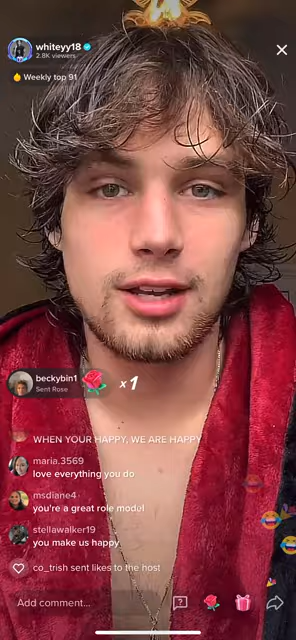 whiteyy18
2.8K viewers
Weekly top 91
beckybin1
Sent Rose
x1
WHEN YOUR HAPPY, WE ARE HAPPY
maria.3569
love everything you do
msdiane4
you're a great role model
stellawalker19
you make us happy
co_trish sent likes to the host
Add comment...